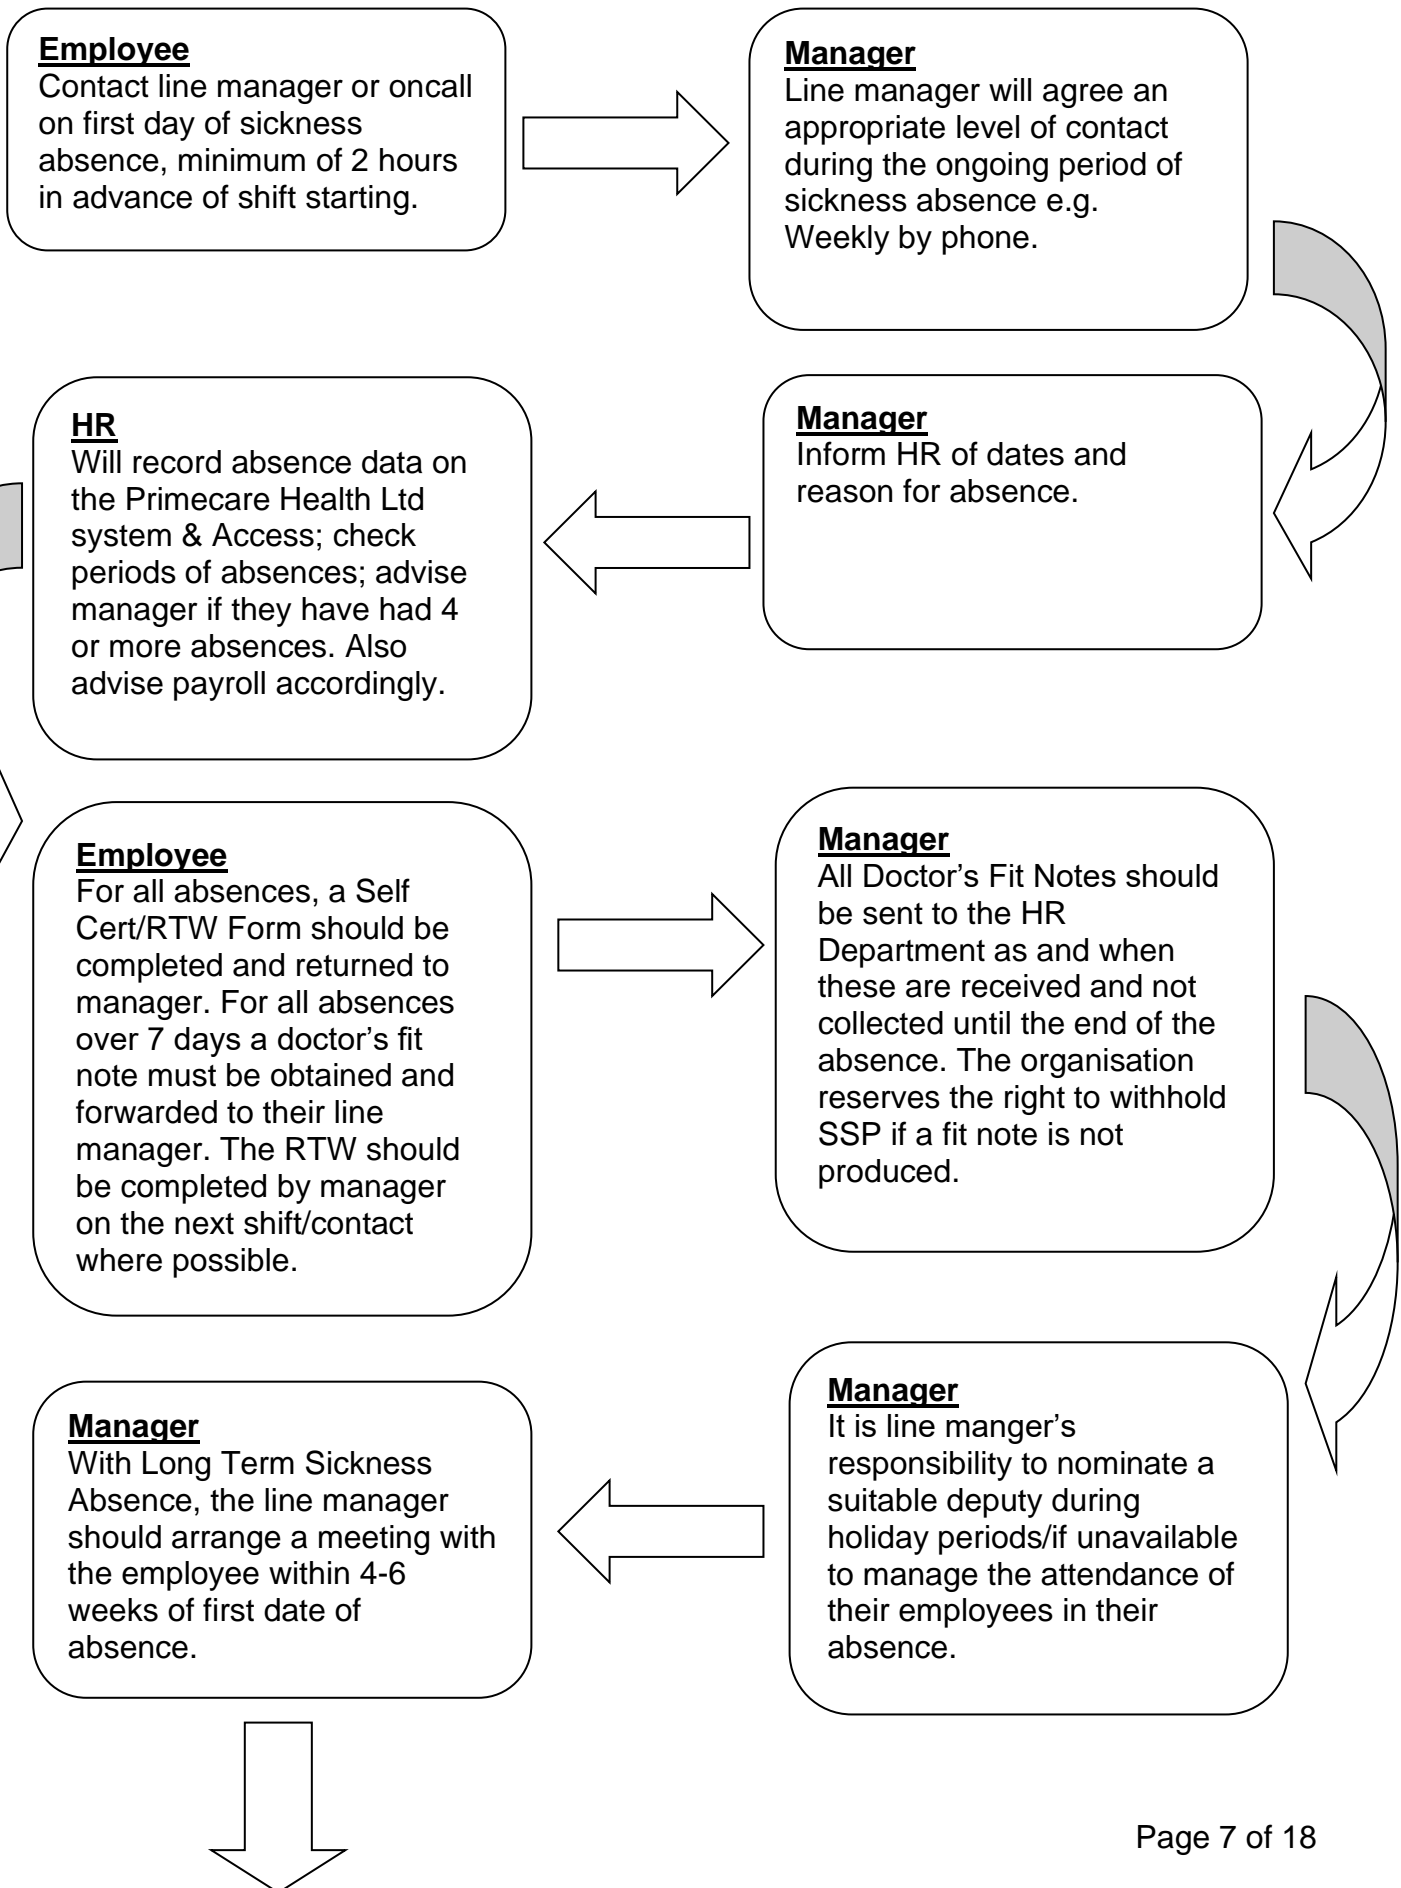 Employee
Contact line manager or oncall
on first day of sickness
absence, minimum of 2 hours
in advance of shift starting.
Manager
Line manager will agree an
appropriate level of contact
during the ongoing period of
sickness absence e.g.
Weekly by phone.
Manager
Inform HR of dates and
reason for absence.
HR
Will record absence data on
the Primecare Health Ltd
system & Access; check
periods of absences; advise
manager if they have had 4
or more absences. Also
advise payroll accordingly.
Employee
For all absences, a Self
Cert/RTW Form should be
completed and returned to
manager. For all absences
over 7 days a doctor’s fit
note must be obtained and
forwarded to their line
manager. The RTW should
be completed by manager
on the next shift/contact
where possible.
Manager
All Doctor’s Fit Notes should
be sent to the HR
Department as and when
these are received and not
collected until the end of the
absence. The organisation
reserves the right to withhold
SSP if a fit note is not
produced.
Manager
It is line manger’s
responsibility to nominate a
suitable deputy during
holiday periods/if unavailable
to manage the attendance of
their employees in their
absence.
Manager
With Long Term Sickness
Absence, the line manager
should arrange a meeting with
the employee within 4-6
weeks of first date of
absence.
Page 7 of 18